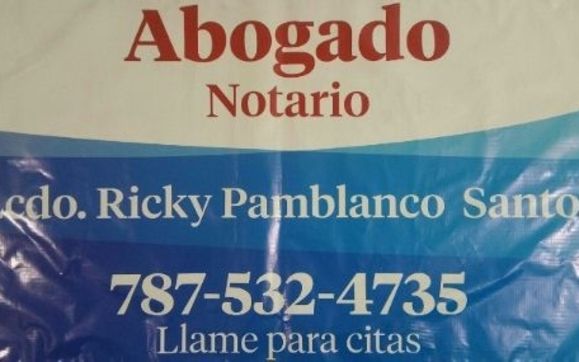 Abogado
Notario
.cdo. Ricky Pamblanco Santo
787-532-4735
Llame para citas